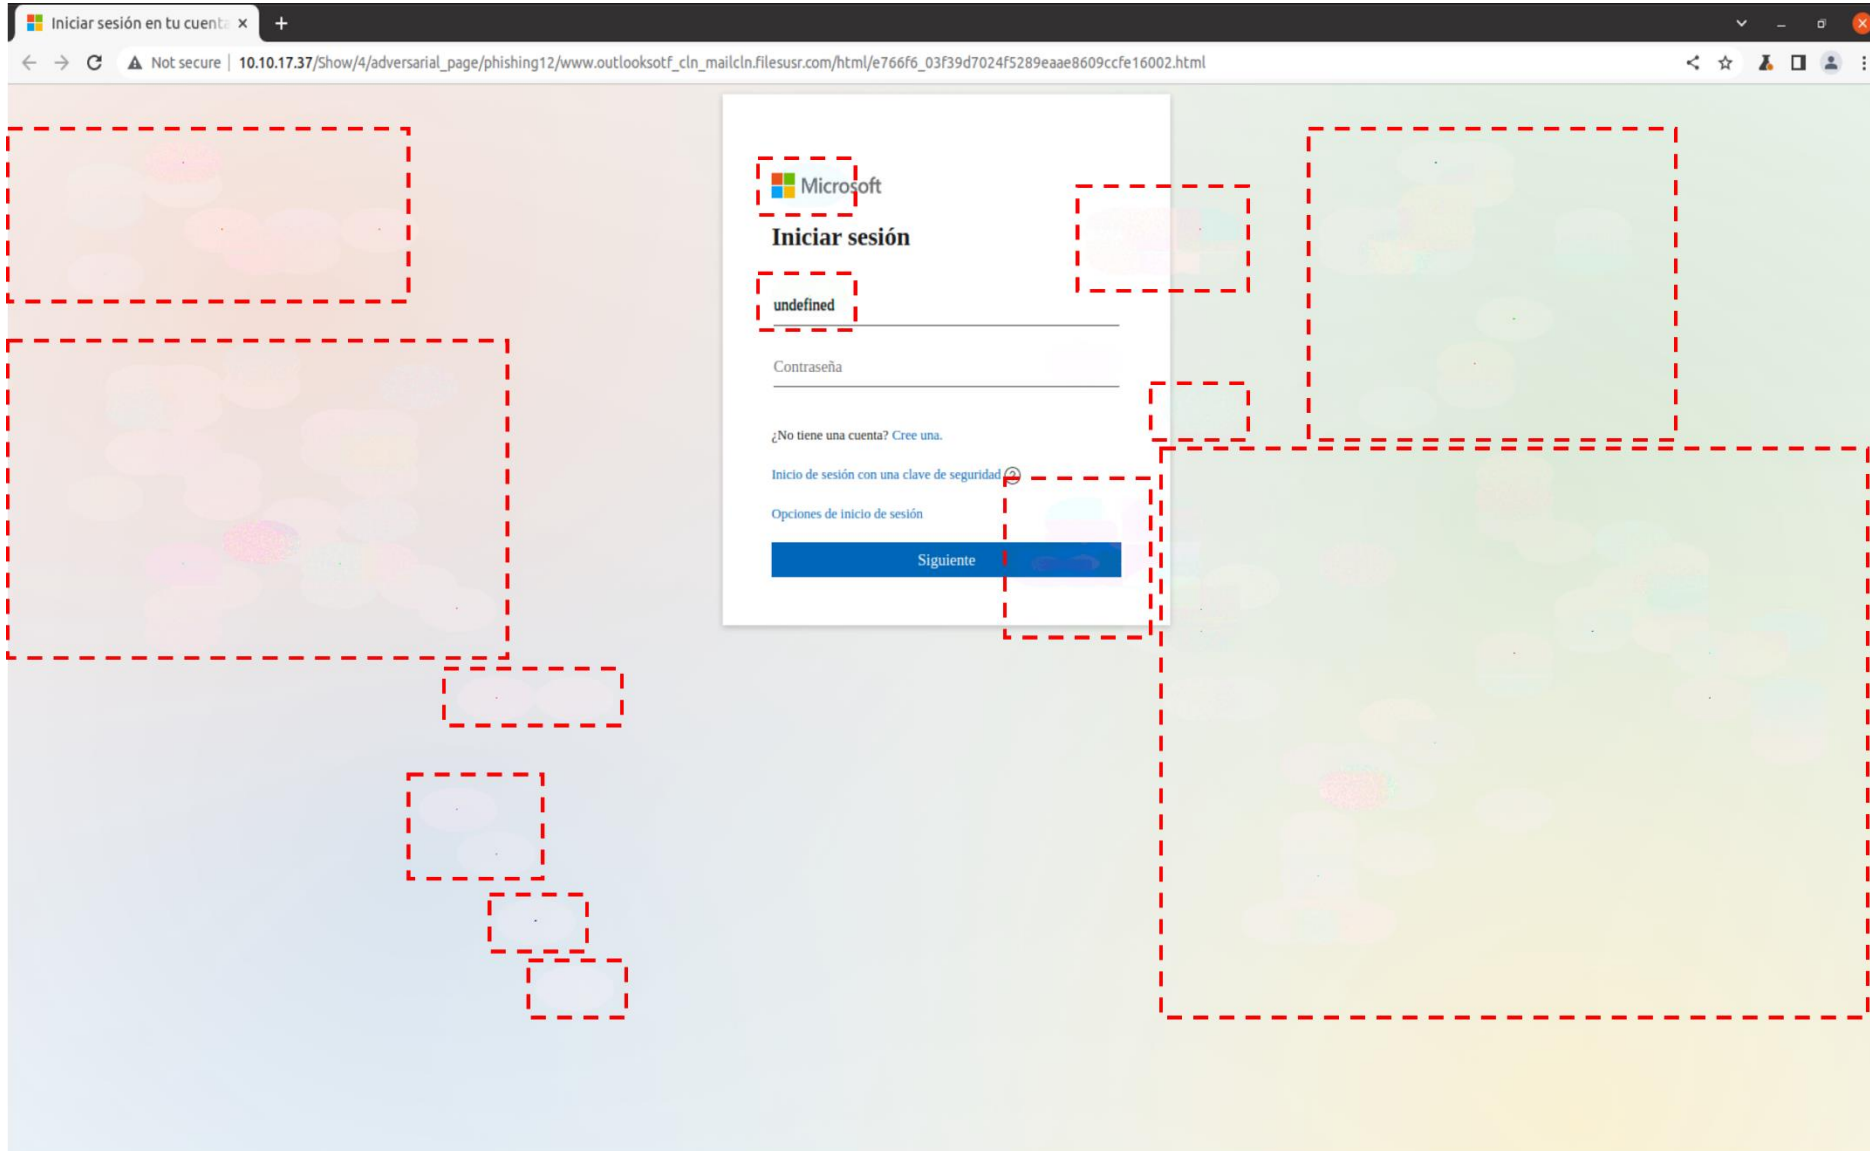 Iniciar sesión en tu cuenta
Not secure | 10.10.17.37/Show/4/adversarial_page/phishing12/www.outlooksotf_cln_mailcln.filesusr.com/html/e766f6_03f39d7024f5289eaae8609ccfe16002.html
Microsoft
Iniciar sesión
undefined
Contraseña
¿No tiene una cuenta? Cree una.
Inicio de sesión con una clave de seguridad ?
Opciones de inicio de sesión
Siguiente